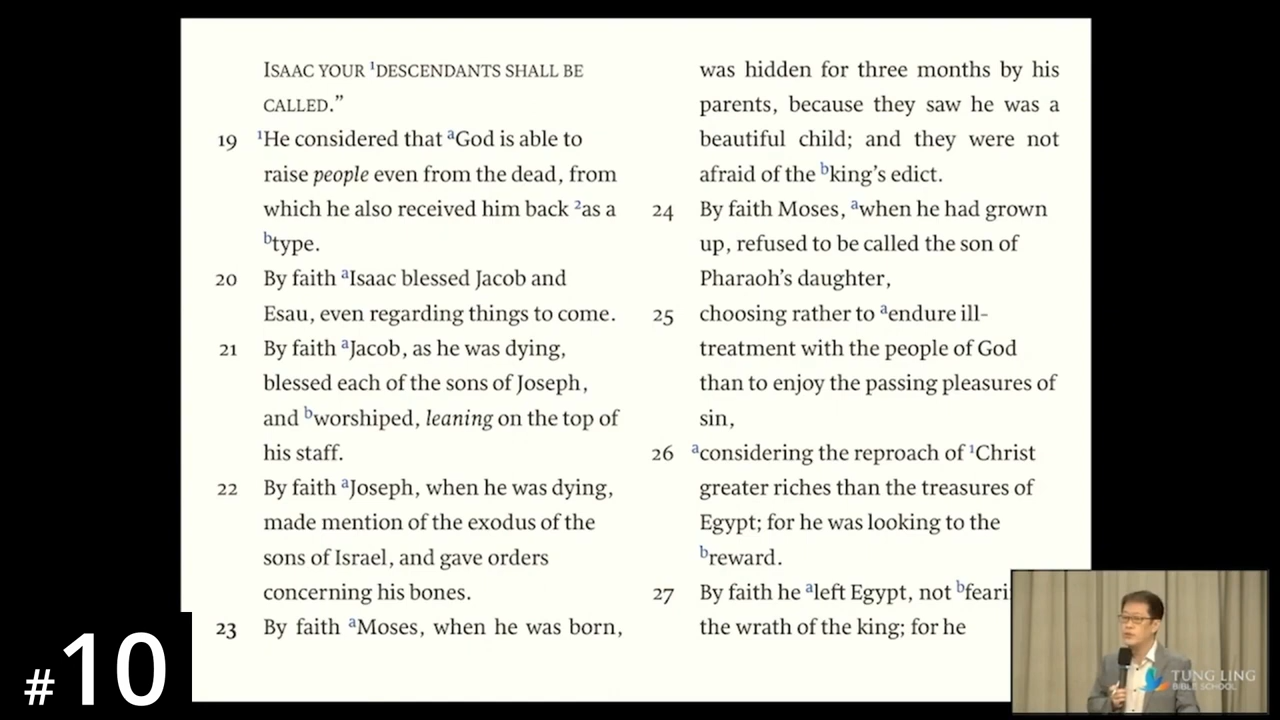 ISAAC YOUR ¹DESCENDANTS SHALL BE
CALLED.”
19 ¹He considered that ᵃGod is able to
raise people even from the dead, from
which he also received him back ²as a
ᵇtype.
20 By faith ᵃIsaac blessed Jacob and
Esau, even regarding things to come.
21 By faith ᵃJacob, as he was dying,
blessed each of the sons of Joseph,
and ᵇworshiped, leaning on the top of
his staff.
22 By faith ᵃJoseph, when he was dying,
made mention of the exodus of the
sons of Israel, and gave orders
concerning his bones.
23 By faith ᵃMoses, when he was born,
was hidden for three months by his
parents, because they saw he was a
beautiful child; and they were not
afraid of the ᵇking’s edict.
24 By faith Moses, ᵃwhen he had grown
up, refused to be called the son of
Pharaoh’s daughter,
25 choosing rather to ᵃendure ill-
treatment with the people of God
than to enjoy the passing pleasures of
sin,
26 ᵃconsidering the reproach of ¹Christ
greater riches than the treasures of
Egypt; for he was looking to the
ᵇreward.
27 By faith he ᵃleft Egypt, not ᵇfeari
the wrath of the king; for he
#10
TUNG LING
BIBLE SCHOOL